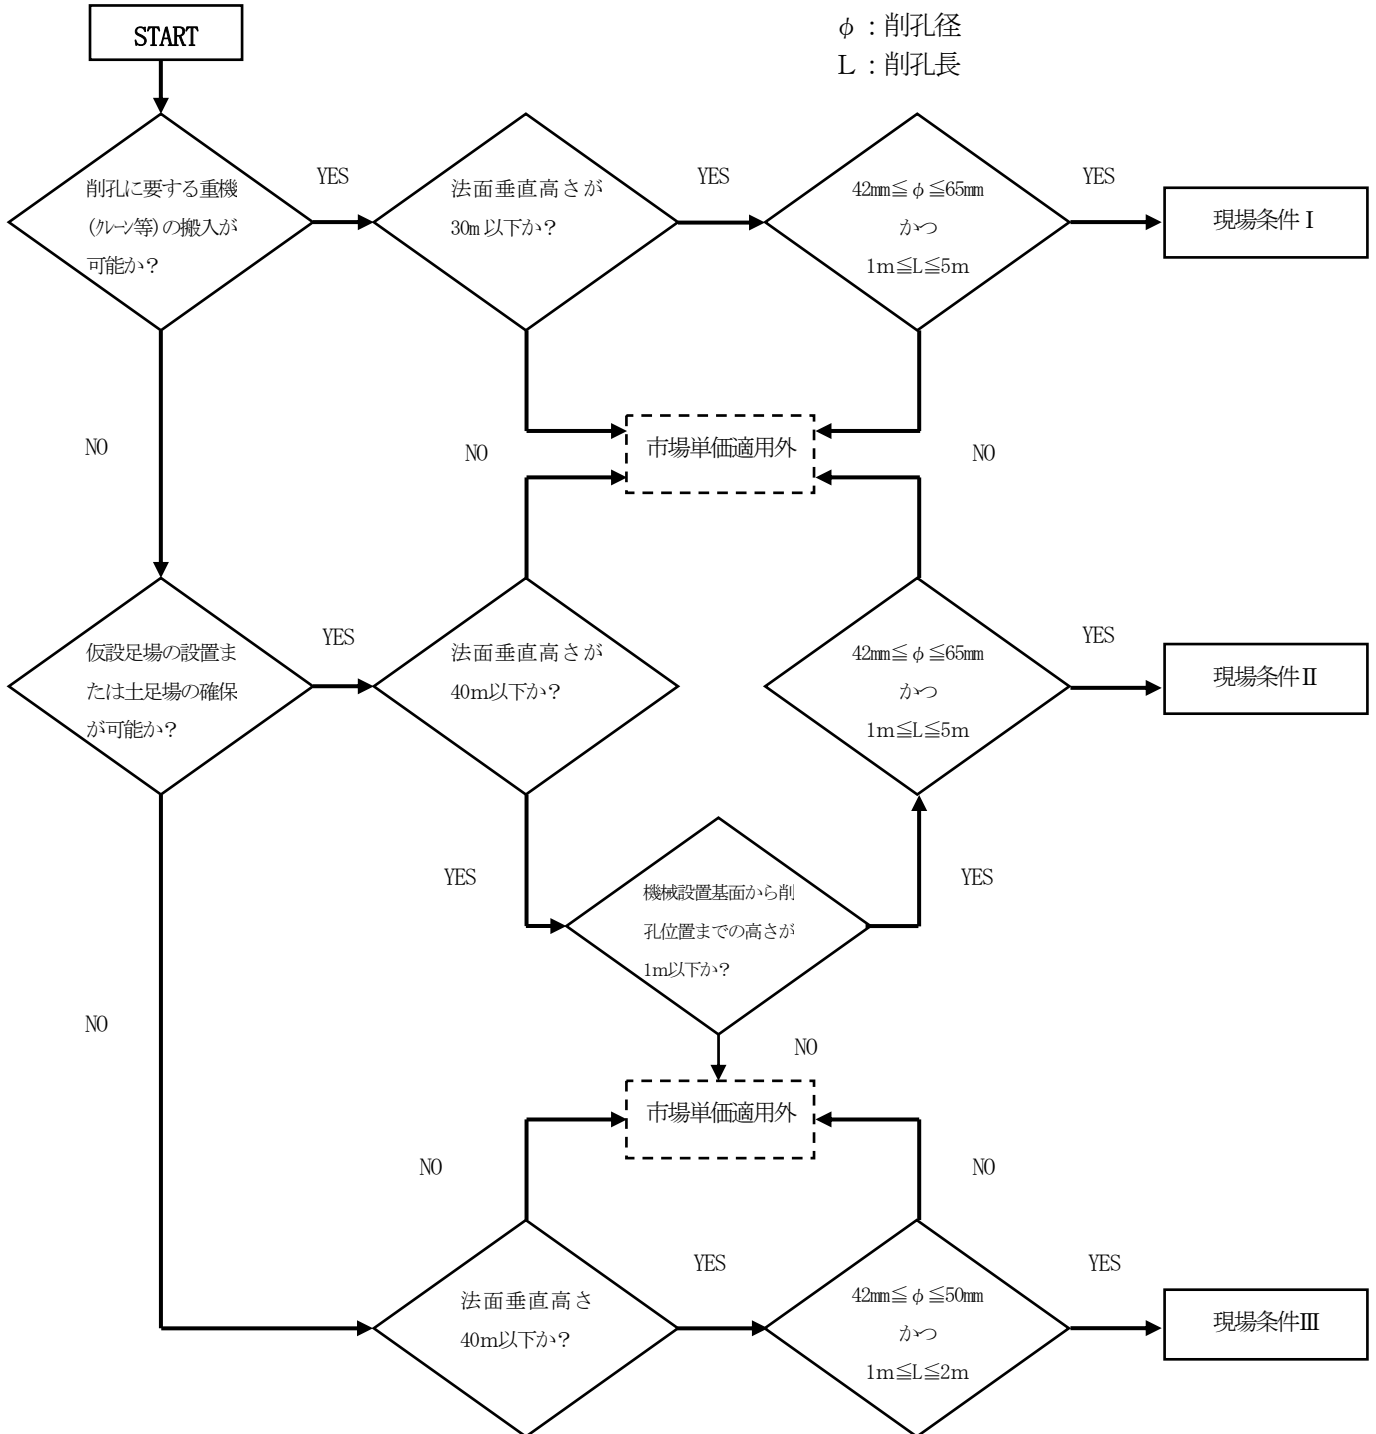 START
φ：削孔径
L：削孔長
削孔に要する重機
(ｸﾚｰﾝ等)の搬入が
可能か？
YES
法面垂直高さが
30m以下か？
YES
42mm≦φ≦65mm
かつ
1m≦L≦5m
YES
現場条件Ⅰ
NO
NO
市場単価適用外
NO
仮設足場の設置ま
たは土足場の確保
が可能か？
YES
法面垂直高さが
40m以下か？
42mm≦φ≦65mm
かつ
1m≦L≦5m
YES
現場条件Ⅱ
YES
機械設置基面から削
孔位置までの高さが
1m以下か？
YES
NO
NO
市場単価適用外
NO
NO
法面垂直高さ
40m以下か？
YES
42mm≦φ≦50mm
かつ
1m≦L≦2m
YES
現場条件Ⅲ